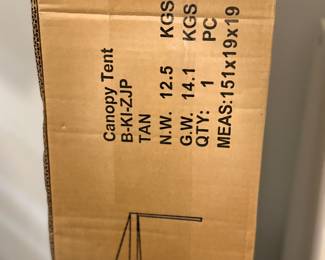 Canopy Tent
B-KI-ZJP
TAN
N.W. 12.5 KGS
G.W. 14.1 KGS
QTY: 1 PC
MEAS:151x19x19